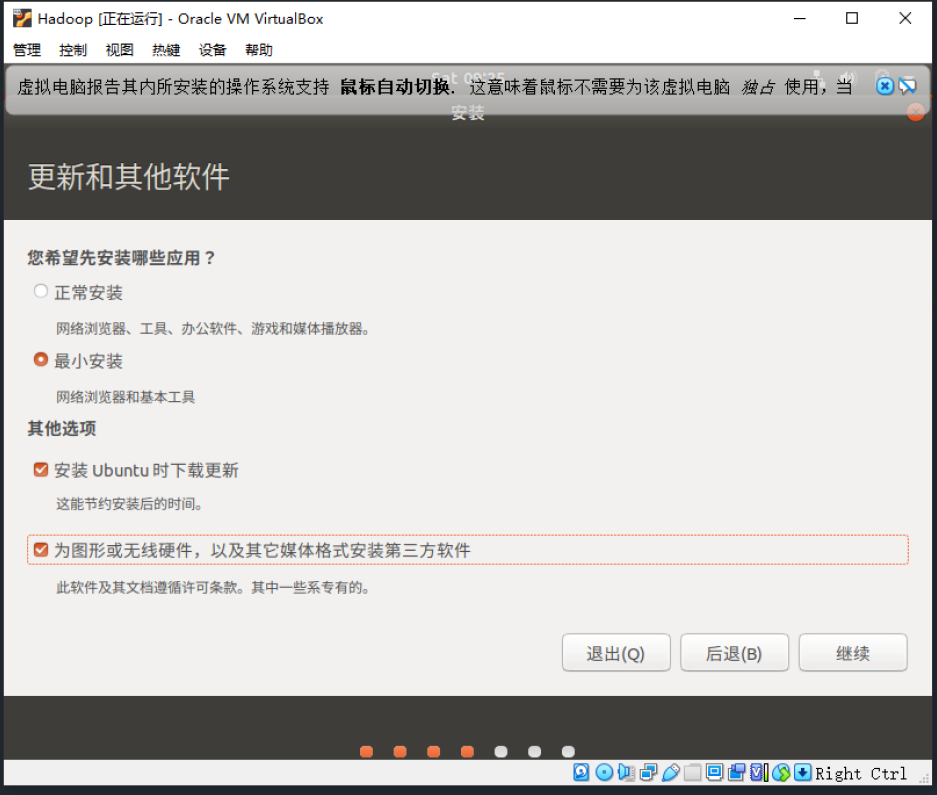 Hadoop [正在运行] - Oracle VM VirtualBox
管理 控制 视图 热键 设备 帮助
虚拟电脑报告其内所安装的操作系统支持 鼠标自动切换. 这意味着鼠标不需要为该虚拟电脑 独占 使用，当
安装
更新和其他软件
您希望先安装哪些应用？
正常安装
网络浏览器、工具、办公软件、游戏和媒体播放器。
最小安装
网络浏览器和基本工具
其他选项
安装 Ubuntu 时下载更新
这能节约安装后的时间。
为图形或无线硬件，以及其它媒体格式安装第三方软件
此软件及其文档遵循许可条款。其中一些系专有的。
退出(Q) 后退(B) 继续
Right Ctrl